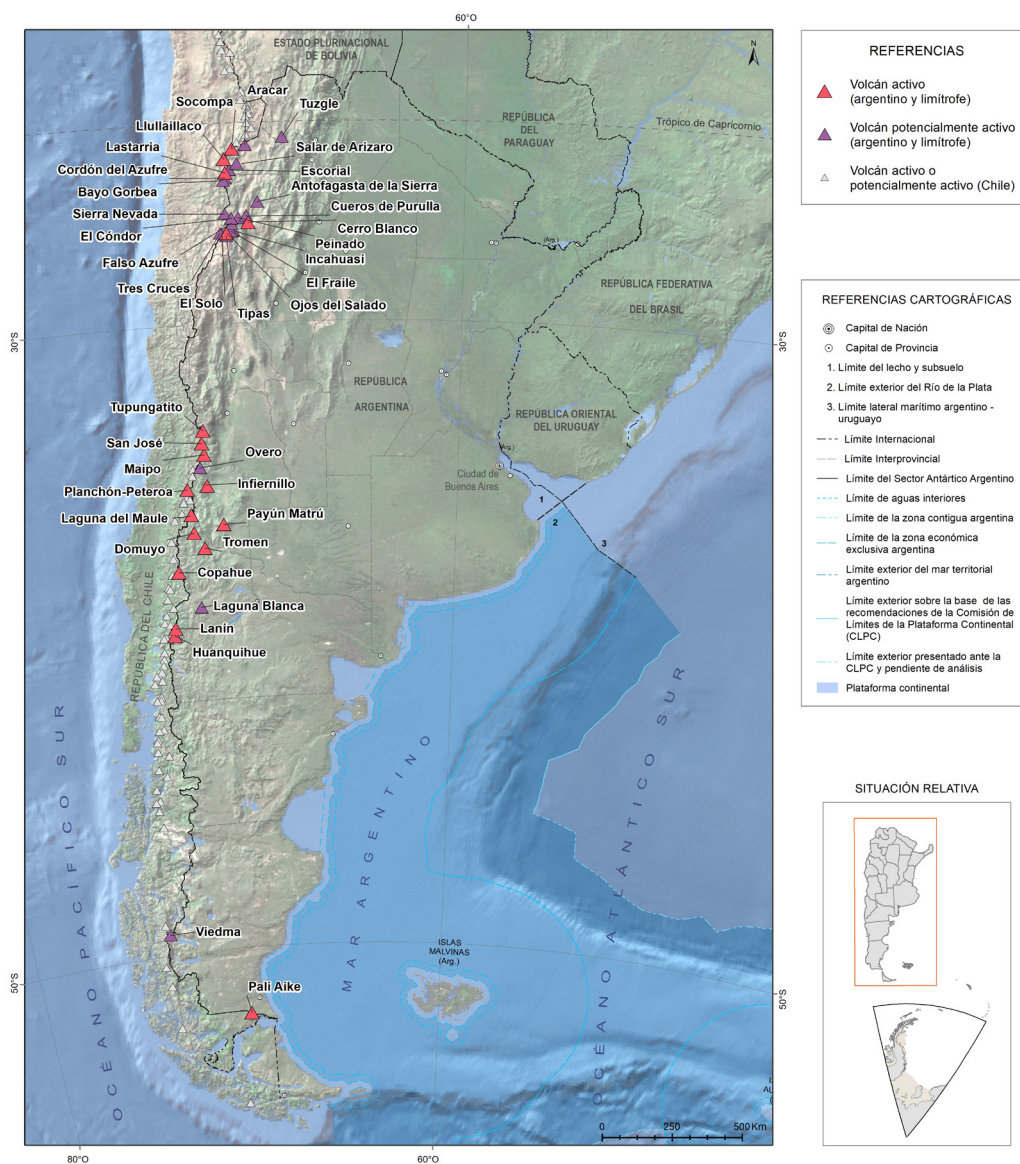 60°O
ESTADO PLURINACIONAL
DE BOLIVIA
N
Aracar
Socompa
Tuzgle
Llullaillaco
REPÚBLICA
DEL
PARAGUAY
Trópico de Capricornio
Lastarria
Salar de Arizaro
Cordón del Azufre
Escorial
Bayo Gorbea
Antofagasta de la Sierra
Sierra Nevada
Cueros de Purulla
El Cóndor
Cerro Blanco
(Arg.)
Peinado
Falso Azufre
Incahuasi
El Fraile
Tres Cruces
REPÚBLICA FEDERATIVA
DEL BRASIL
El Solo
Ojos del Salado
Tipas
30°S
30°S
REPÚBLICA
ARGENTINA
Tupungatito
REPÚBLICA ORIENTAL
DEL URUGUAY
San José
Overo
(Arg.)
Maipo
Ciudad de
Buenos Aires
Planchón-Peteroa
Infiernillo
1
Laguna del Maule
Payún Matrú
2
Domuyo
Tromen
3
Copahue
REPÚBLICA DEL CHILE
Laguna Blanca
Lanín
Huanquihue
OCÉANO PACÍFICO SUR
MAR ARGENTINO
OCÉANO ATLÁNTICO SUR
Viedma
ISLAS
MALVINAS
(Arg.)
50°S
50°S
Pali Aike
0 250 500 Km
80°O
60°O
REFERENCIAS
Volcán activo
(argentino y limítrofe)
Volcán potencialmente activo
(argentino y limítrofe)
Volcán activo o
potencialmente activo (Chile)
REFERENCIAS CARTOGRÁFICAS
Capital de Nación
Capital de Provincia
1. Límite del lecho y subsuelo
2. Límite exterior del Río de la Plata
3. Límite lateral marítimo argentino -
uruguayo
Límite Internacional
Límite Interprovincial
Límite del Sector Antártico Argentino
Límite de aguas interiores
Límite de la zona contigua argentina
Límite de la zona económica
exclusiva argentina
Límite exterior del mar territorial
argentino
Límite exterior sobre la base de las
recomendaciones de la Comisión de
Límites de la Plataforma Continental
(CLPC)
Límite exterior presentado ante la
CLPC y pendiente de análisis
Plataforma continental
SITUACIÓN RELATIVA